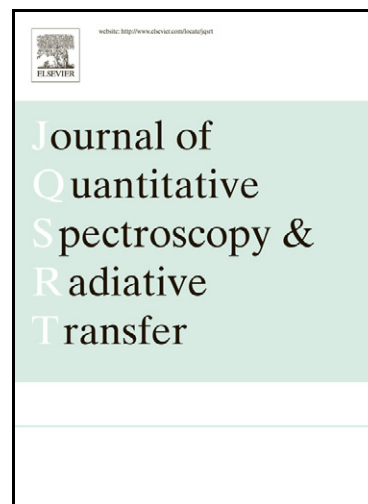 website: http://www.elsevier.com/locate/jqsrt
ELSEVIER
Journal of
Quantitative
Spectroscopy &
Radiative
Transfer